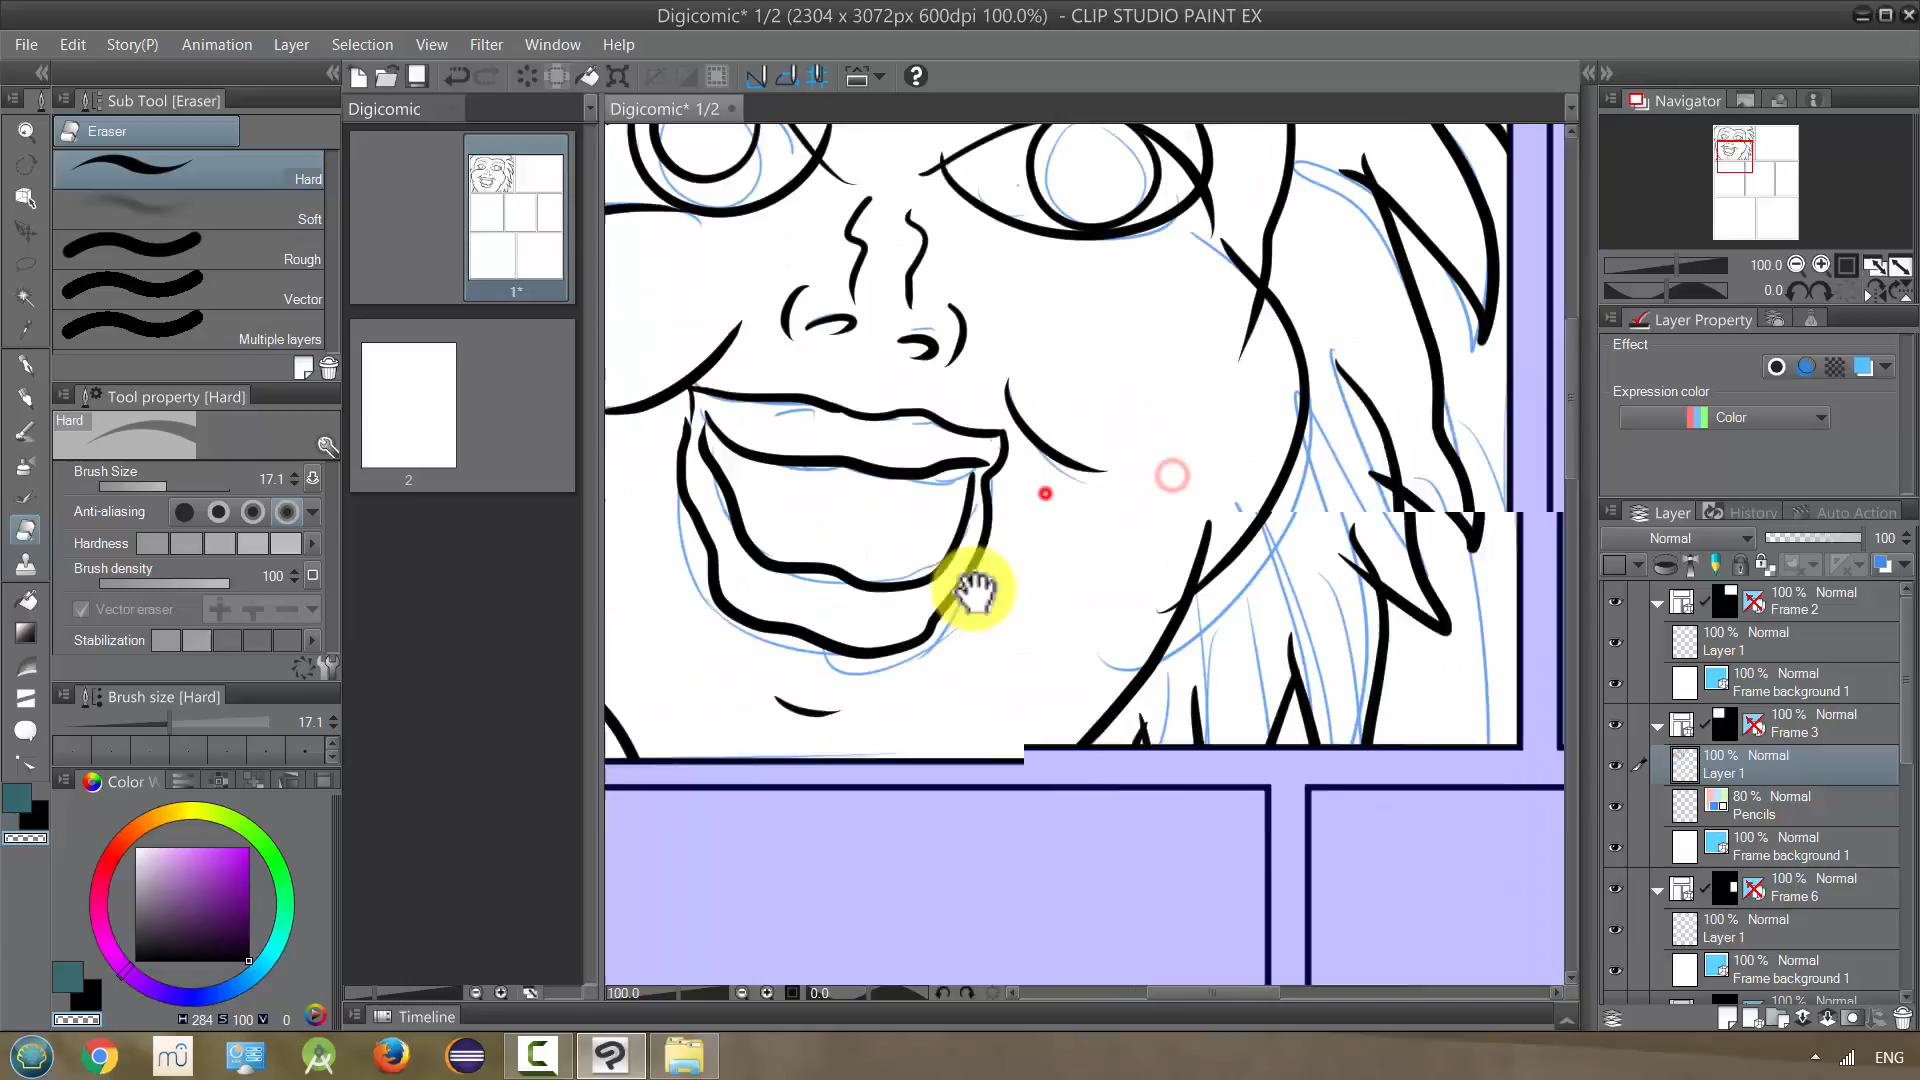 Digicomic* 1/2 (2304 x 3072px 600dpi 100.0%)  - CLIP STUDIO PAINT EX
File Edit Story(P) Animation Layer Selection View Filter Window Help
Sub Tool [Eraser]
Eraser
Hard
Soft
Rough
Vector
Multiple layers
Tool property [Hard]
Hard
Brush Size 17.1
Anti-aliasing
Hardness
Brush density 100
Vector eraser
Stabilization
Brush size [Hard]
17.1
Color W
H 284 S 100 V 0
Digicomic
1*
2
Digicomic* 1/2
100.0
0.0
Timeline
Navigator
100.0
0.0
Layer Property
Effect
Expression color
Color
Layer History Auto Action
Normal 100
100 % Normal
Frame 2
100 % Normal
Layer 1
100 % Normal
Frame background 1
100 % Normal
Frame 3
100 % Normal
Layer 1
80 % Normal
Pencils
100 % Normal
Frame background 1
100 % Normal
Frame 6
100 % Normal
Layer 1
100 % Normal
Frame background 1
100 % Normal
ENG